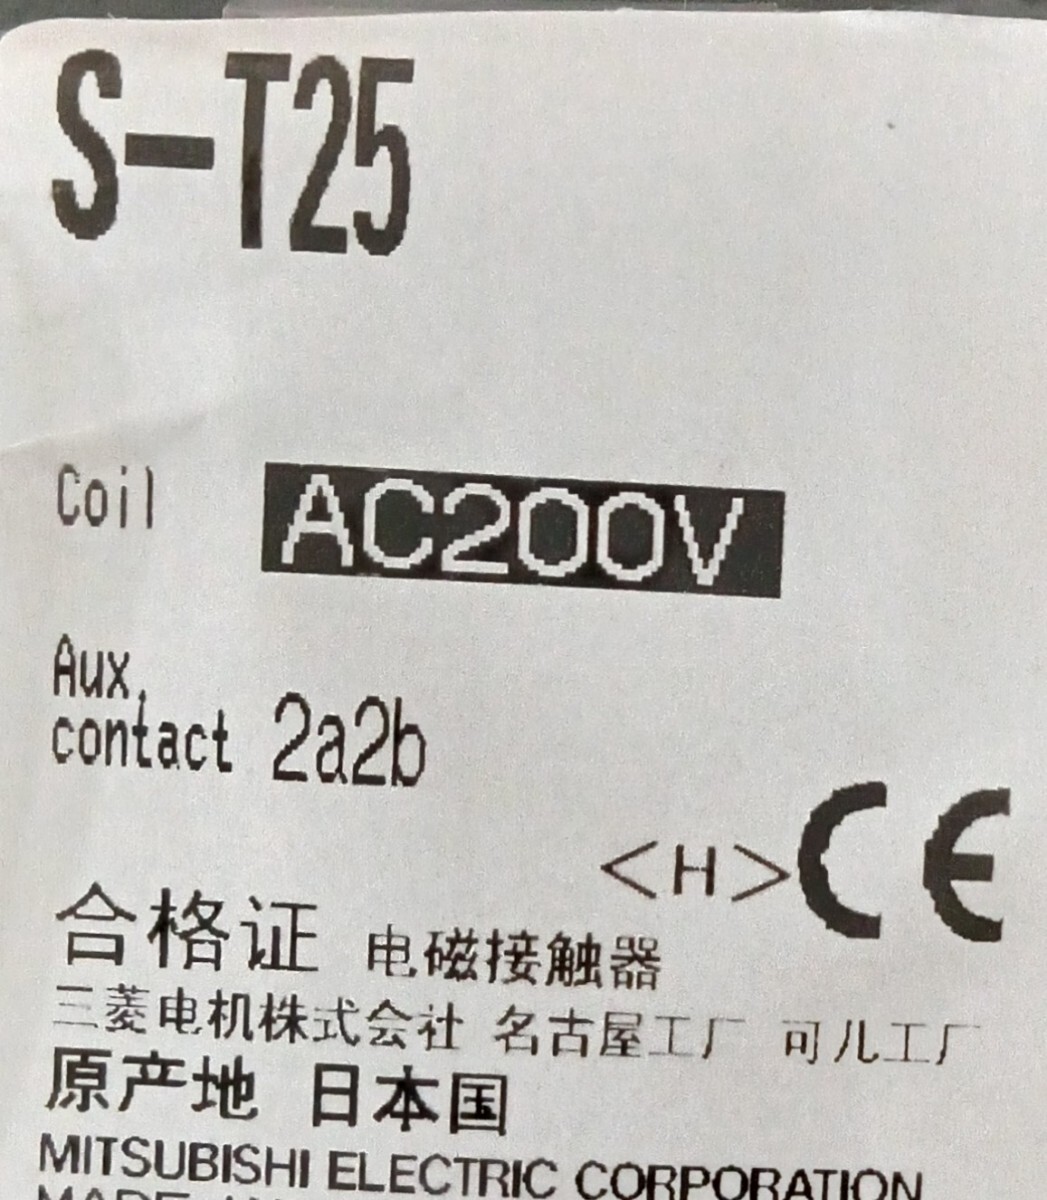 S-T25
Coil AC200V
Aux.
contact 2a2b
<H> CE
合格证 电磁接触器
三菱电机株式会社 名古屋工厂 可儿工厂
原产地 日本国
MITSUBISHI ELECTRIC CORPORATION
MADE